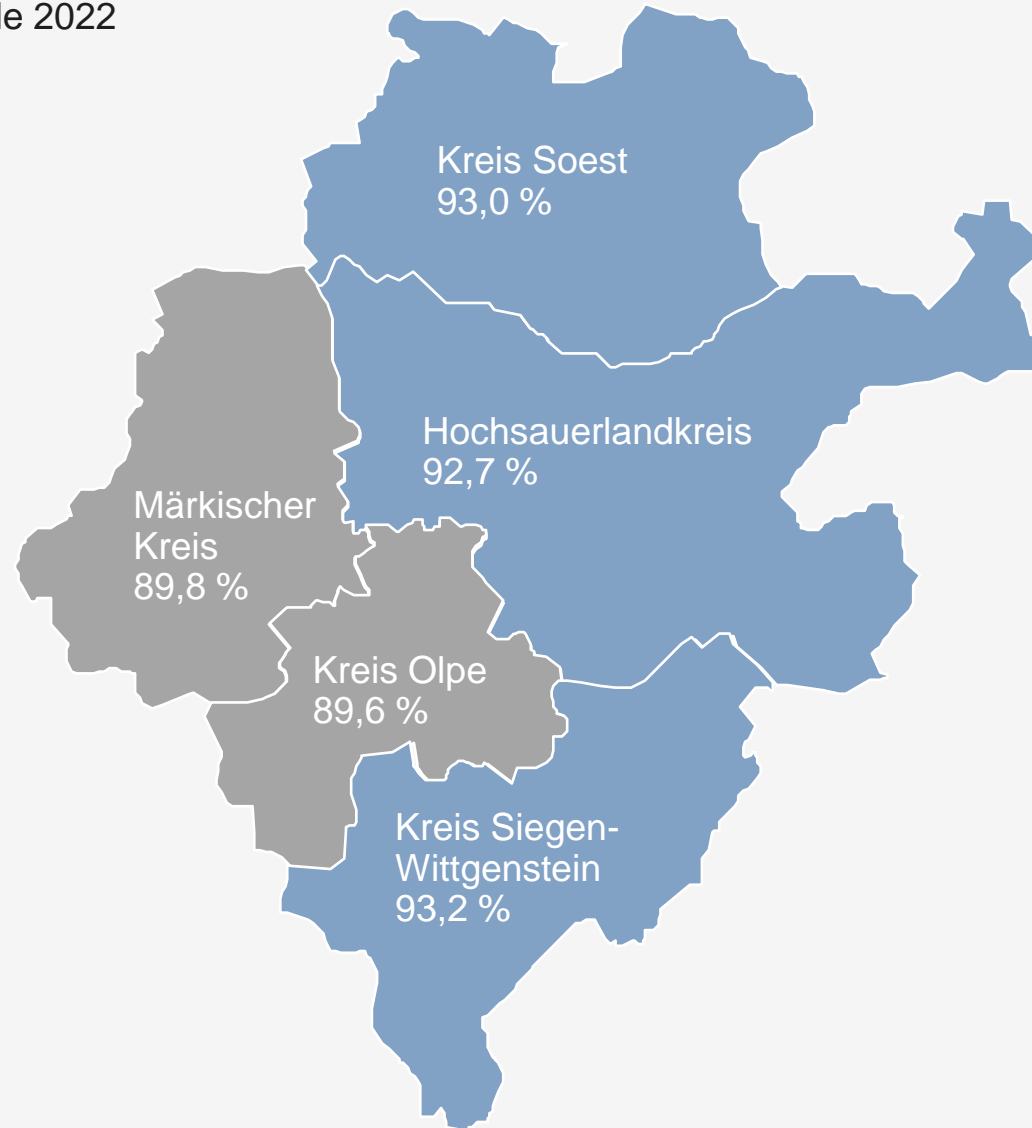 2022
Kreis Soest
93,0 %
Hochsauerlandkreis
92,7 %
Märkischer
Kreis
89,8 %
Kreis Olpe
89,6 %
Kreis Siegen-
Wittgenstein
93,2 %